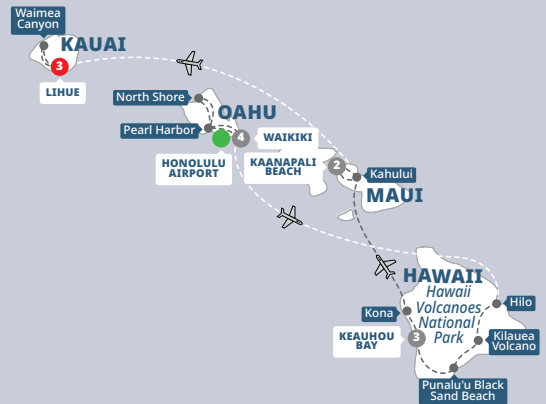 Waimea
Canyon
KAUAI
3
LIHUE
North Shore
OAHU
Pearl Harbor
4
WAIKIKI
HONOLULU
AIRPORT
KAANAPALI
BEACH
2
Kahului
MAUI
HAWAII
Hawaii
Volcanoes
National
Park
Hilo
Kona
KEAUHOU
BAY
3
Kilauea
Volcano
Punalu'u Black
Sand Beach